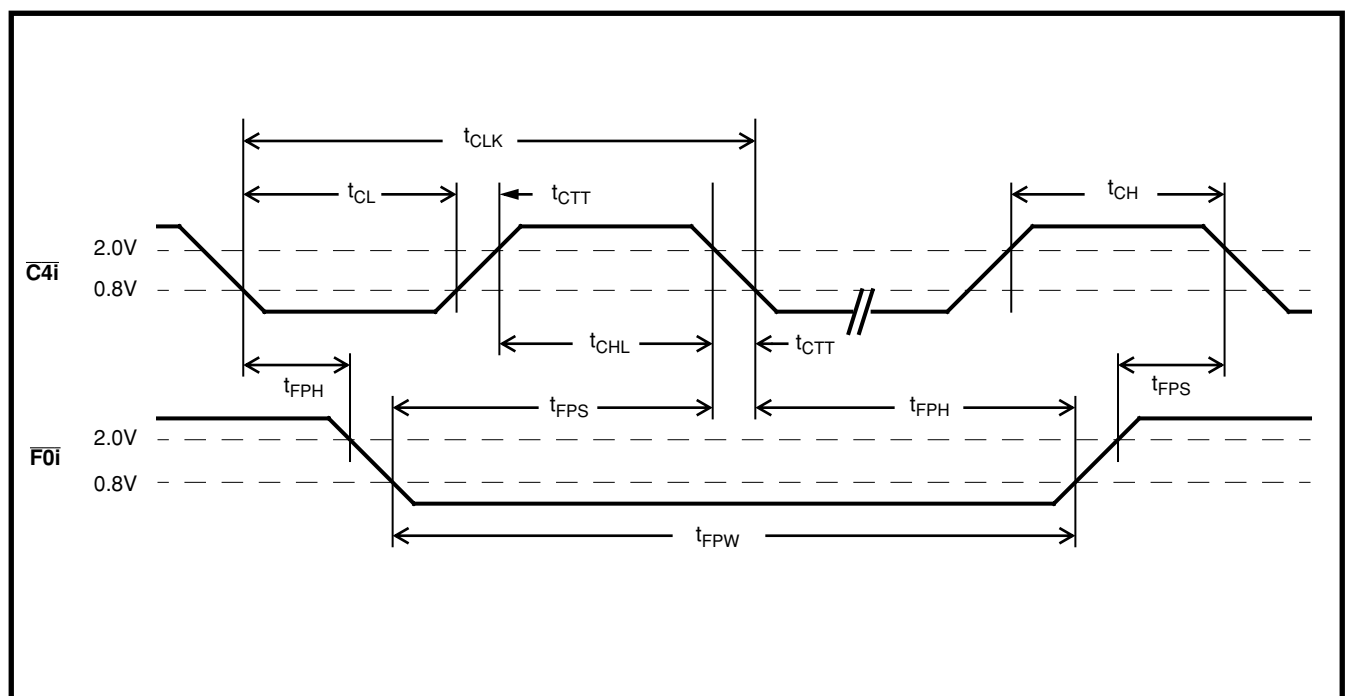 tCLK
tCL
tCTT
tCH
2.0V
C4i
0.8V
tCHL
tCTT
tFPH
tFPS
tFPH
tFPS
2.0V
F0i
0.8V
tFPW